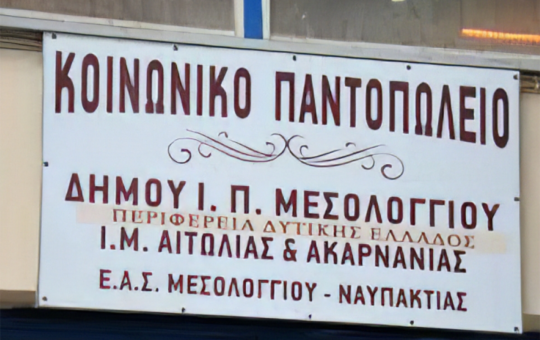 ΚΟΙΝΩΝΙΚΟ ΠΑΝΤΟΠΩΛΕΙΟ
ΔΗΜΟΥ Ι. Π. ΜΕΣΟΛΟΓΓΙΟΥ
ΠΕΡΙΦΕΡΕΙΑ ΔΥΤΙΚΗΣ ΕΛΛΑΔΟΣ
Ι.Μ. ΑΙΤΩΛΙΑΣ & ΑΚΑΡΝΑΝΙΑΣ
Ε.Α.Σ. ΜΕΣΟΛΟΓΓΙΟΥ - ΝΑΥΠΑΚΤΙΑΣ